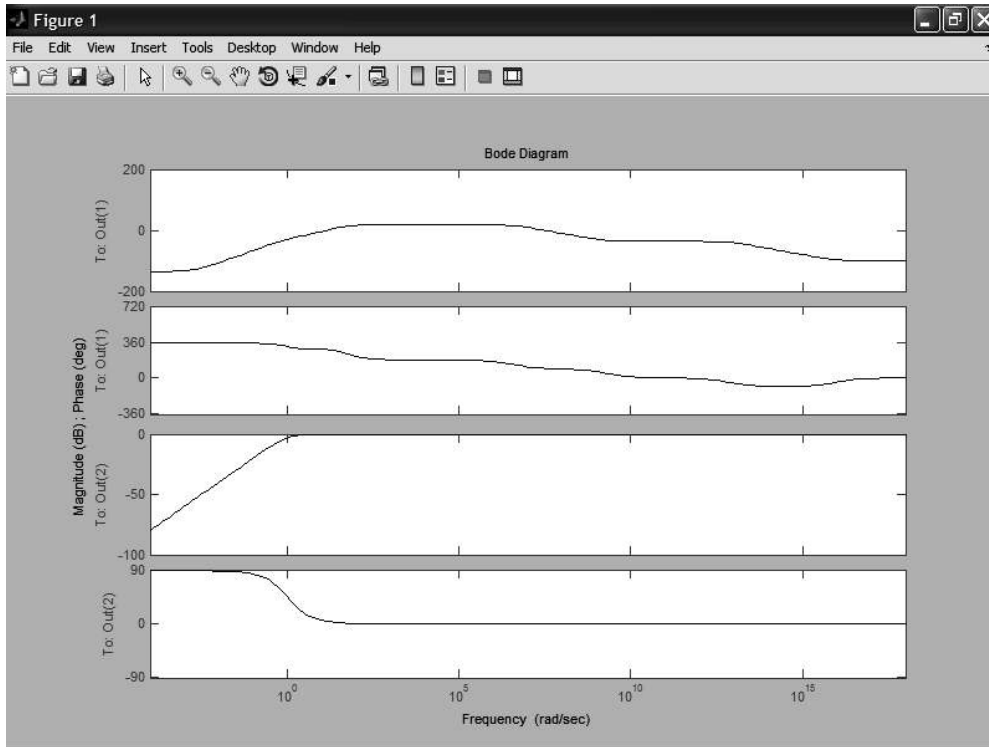 Figure 1
File Edit View Insert Tools Desktop Window Help
Bode Diagram
Magnitude (dB) ; Phase (deg)
To: Out(1)
200
0
-200
To: Out(1)
720
360
0
-360
To: Out(2)
0
-50
-100
To: Out(2)
90
0
-90
10^0 10^5 10^10 10^15
Frequency (rad/sec)